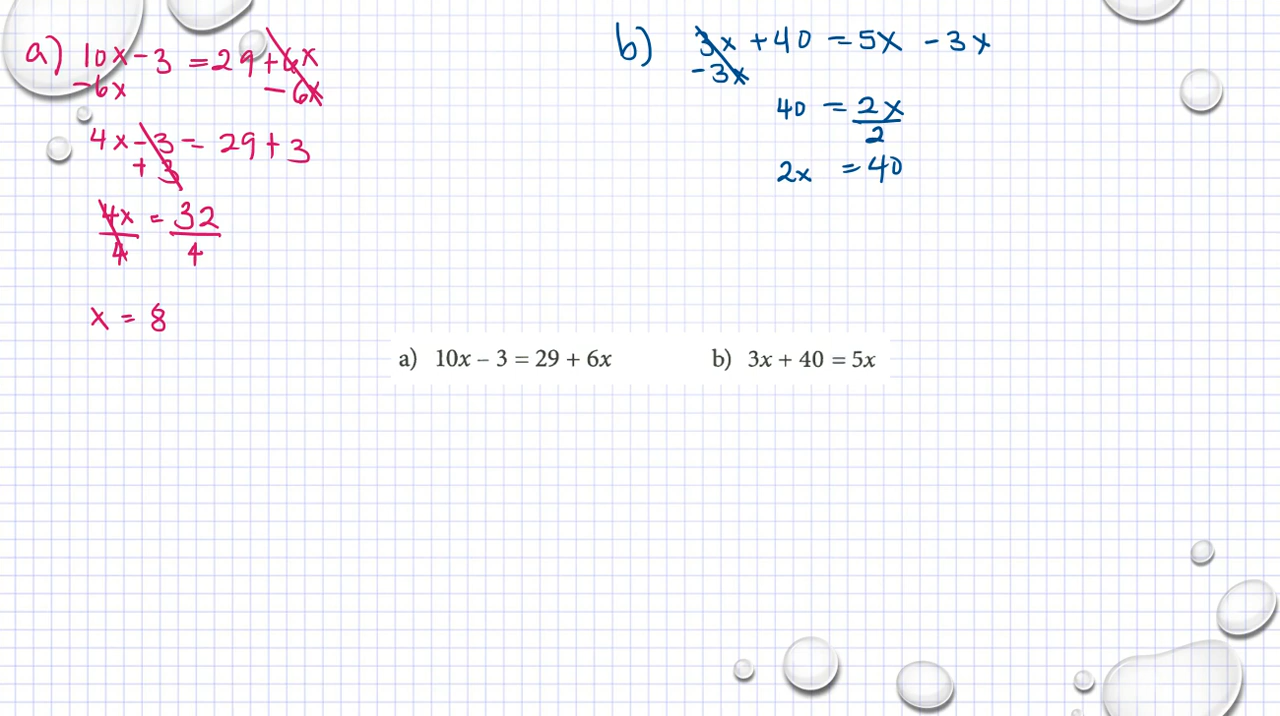 a) 10x - 3 = 29 + 6x
-6x - 6x
4x - 3 = 29 + 3
+ 3
4x = 32
4 4
x = 8
b) 3x + 40 = 5x - 3x
-3x
40 = 2x
2
2x = 40
a) 10x – 3 = 29 + 6x b) 3x + 40 = 5x